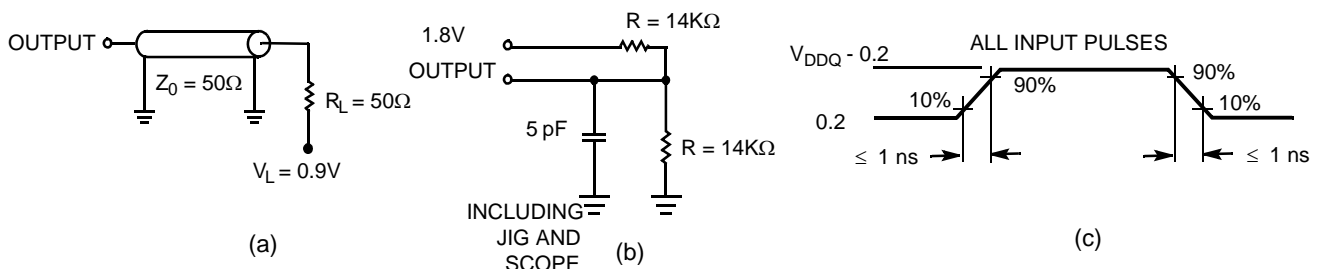 OUTPUT
Z0 = 50Ω
RL = 50Ω
VL = 0.9V
(a)
R = 14KΩ
1.8V
OUTPUT
5 pF
R = 14KΩ
INCLUDING
JIG AND
SCOPE
(b)
ALL INPUT PULSES
VDDQ - 0.2
90%
90%
10%
10%
0.2
≤ 1 ns
≤ 1 ns
(c)